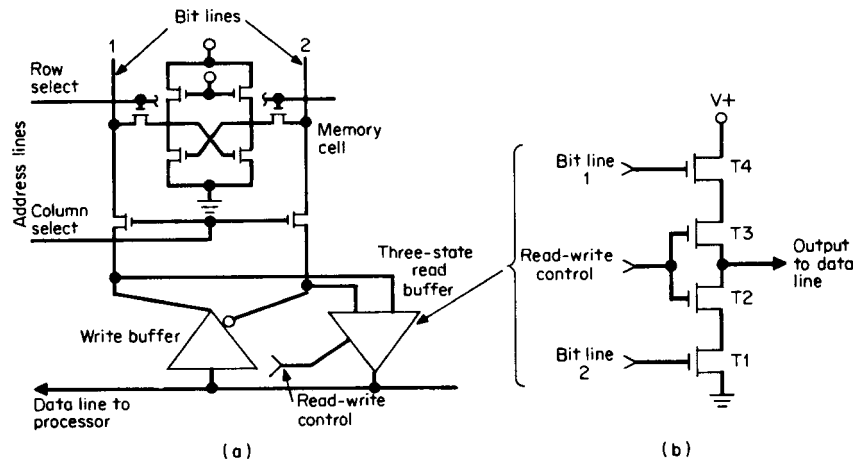 Bit lines
1
2
Row
select
Memory
cell
Address lines
Column
select
Three-state
read
buffer
Write buffer
Read-write
control
Data line to
processor
(a)
V+
Bit line
1
T4
T3
Read-write
control
Output
to data
line
T2
Bit line
2
T1
(b)